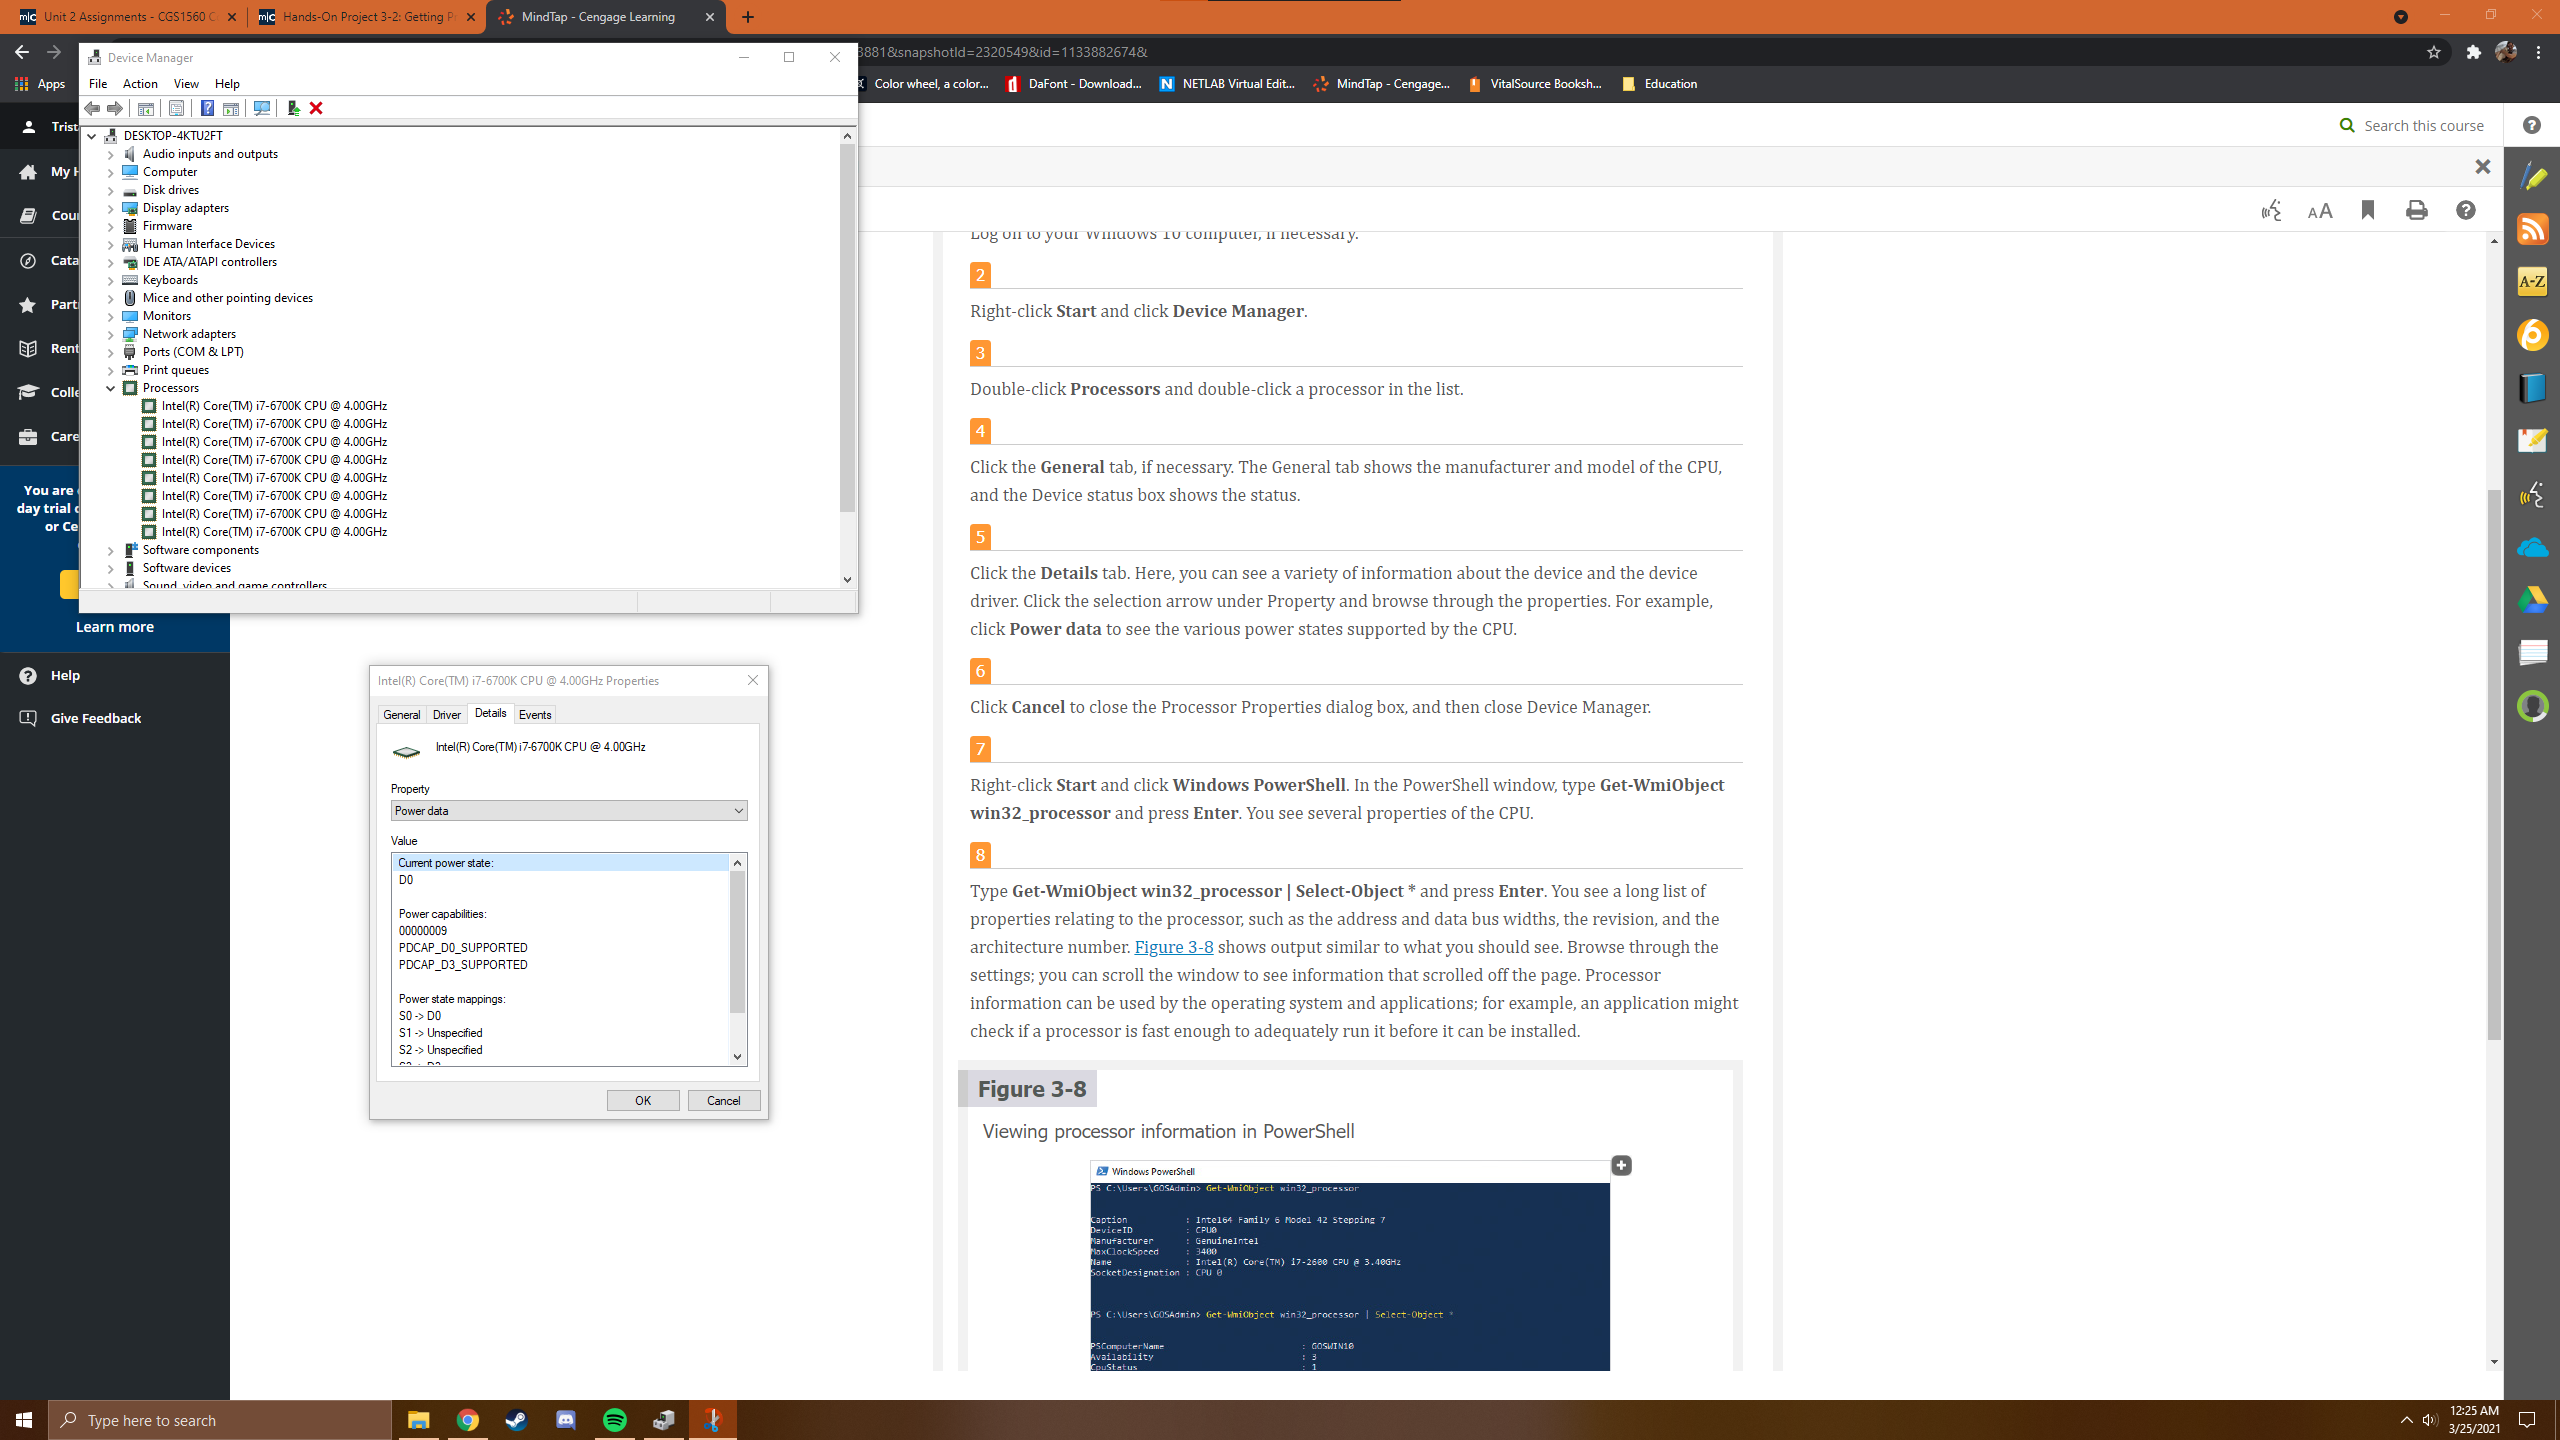 Unit 2 Assignments - CGS1560 C
Hands-On Project 3-2: Getting P
MindTap - Cengage Learning
3881&snapshotId=2320549&id=11338826748&
Apps
Color wheel, a color...
DaFont - Download...
NETLAB Virtual Edit...
MindTap - Cengage...
VitalSource Booksh...
Education
Device Manager
File Action View Help
DESKTOP-4KTU2FT
Audio inputs and outputs
Computer
Disk drives
Display adapters
Firmware
Human Interface Devices
IDE ATA/ATAPI controllers
Keyboards
Mice and other pointing devices
Monitors
Network adapters
Ports (COM & LPT)
Print queues
Processors
Intel(R) Core(TM) i7-6700K CPU @ 4.00GHz
Intel(R) Core(TM) i7-6700K CPU @ 4.00GHz
Intel(R) Core(TM) i7-6700K CPU @ 4.00GHz
Intel(R) Core(TM) i7-6700K CPU @ 4.00GHz
Intel(R) Core(TM) i7-6700K CPU @ 4.00GHz
Intel(R) Core(TM) i7-6700K CPU @ 4.00GHz
Intel(R) Core(TM) i7-6700K CPU @ 4.00GHz
Intel(R) Core(TM) i7-6700K CPU @ 4.00GHz
Software components
Software devices
Sound, video and game controllers
Trist
My H
Cou
Cata
Part
Rent
Colle
Care
You are
day trial
or Ce
Learn more
Help
Give Feedback
Search this course
A-Z
AA
Intel(R) Core(TM) i7-6700K CPU @ 4.00GHz Properties
General Driver Details Events
Intel(R) Core(TM) i7-6700K CPU @ 4.00GHz
Property
Power data
Value
Current power state:
D0
Power capabilities:
00000009
PDCAP_D0_SUPPORTED
PDCAP_D3_SUPPORTED
Power state mappings:
S0 -> D0
S1 -> Unspecified
S2 -> Unspecified
OK Cancel
Log on to your Windows 10 computer, if necessary.
2
Right-click Start and click Device Manager.
3
Double-click Processors and double-click a processor in the list.
4
Click the General tab, if necessary. The General tab shows the manufacturer and model of the CPU,
and the Device status box shows the status.
5
Click the Details tab. Here, you can see a variety of information about the device and the device
driver. Click the selection arrow under Property and browse through the properties. For example,
click Power data to see the various power states supported by the CPU.
6
Click Cancel to close the Processor Properties dialog box, and then close Device Manager.
7
Right-click Start and click Windows PowerShell. In the PowerShell window, type Get-WmiObject
win32_processor and press Enter. You see several properties of the CPU.
8
Type Get-WmiObject win32_processor | Select-Object * and press Enter. You see a long list of
properties relating to the processor, such as the address and data bus widths, the revision, and the
architecture number. Figure 3-8 shows output similar to what you should see. Browse through the
settings; you can scroll the window to see information that scrolled off the page. Processor
information can be used by the operating system and applications; for example, an application might
check if a processor is fast enough to adequately run it before it can be installed.
Figure 3-8
Viewing processor information in PowerShell
Windows PowerShell
PS C:\Users\GOSAdmin> Get-WmiObject win32_processor
Caption : Intel64 Family 6 Model 42 Stepping 7
DeviceID : CPU0
Manufacturer : GenuineIntel
MaxClockSpeed : 3400
Name : Intel(R) Core(TM) i7-2600 CPU @ 3.40GHz
SocketDesignation : CPU 0
PS C:\Users\GOSAdmin> Get-WmiObject win32_processor | Select-Object *
PSComputerName : GOSWIN10
Availability : 3
CpuStatus : 1
Type here to search
12:25 AM
3/25/2021